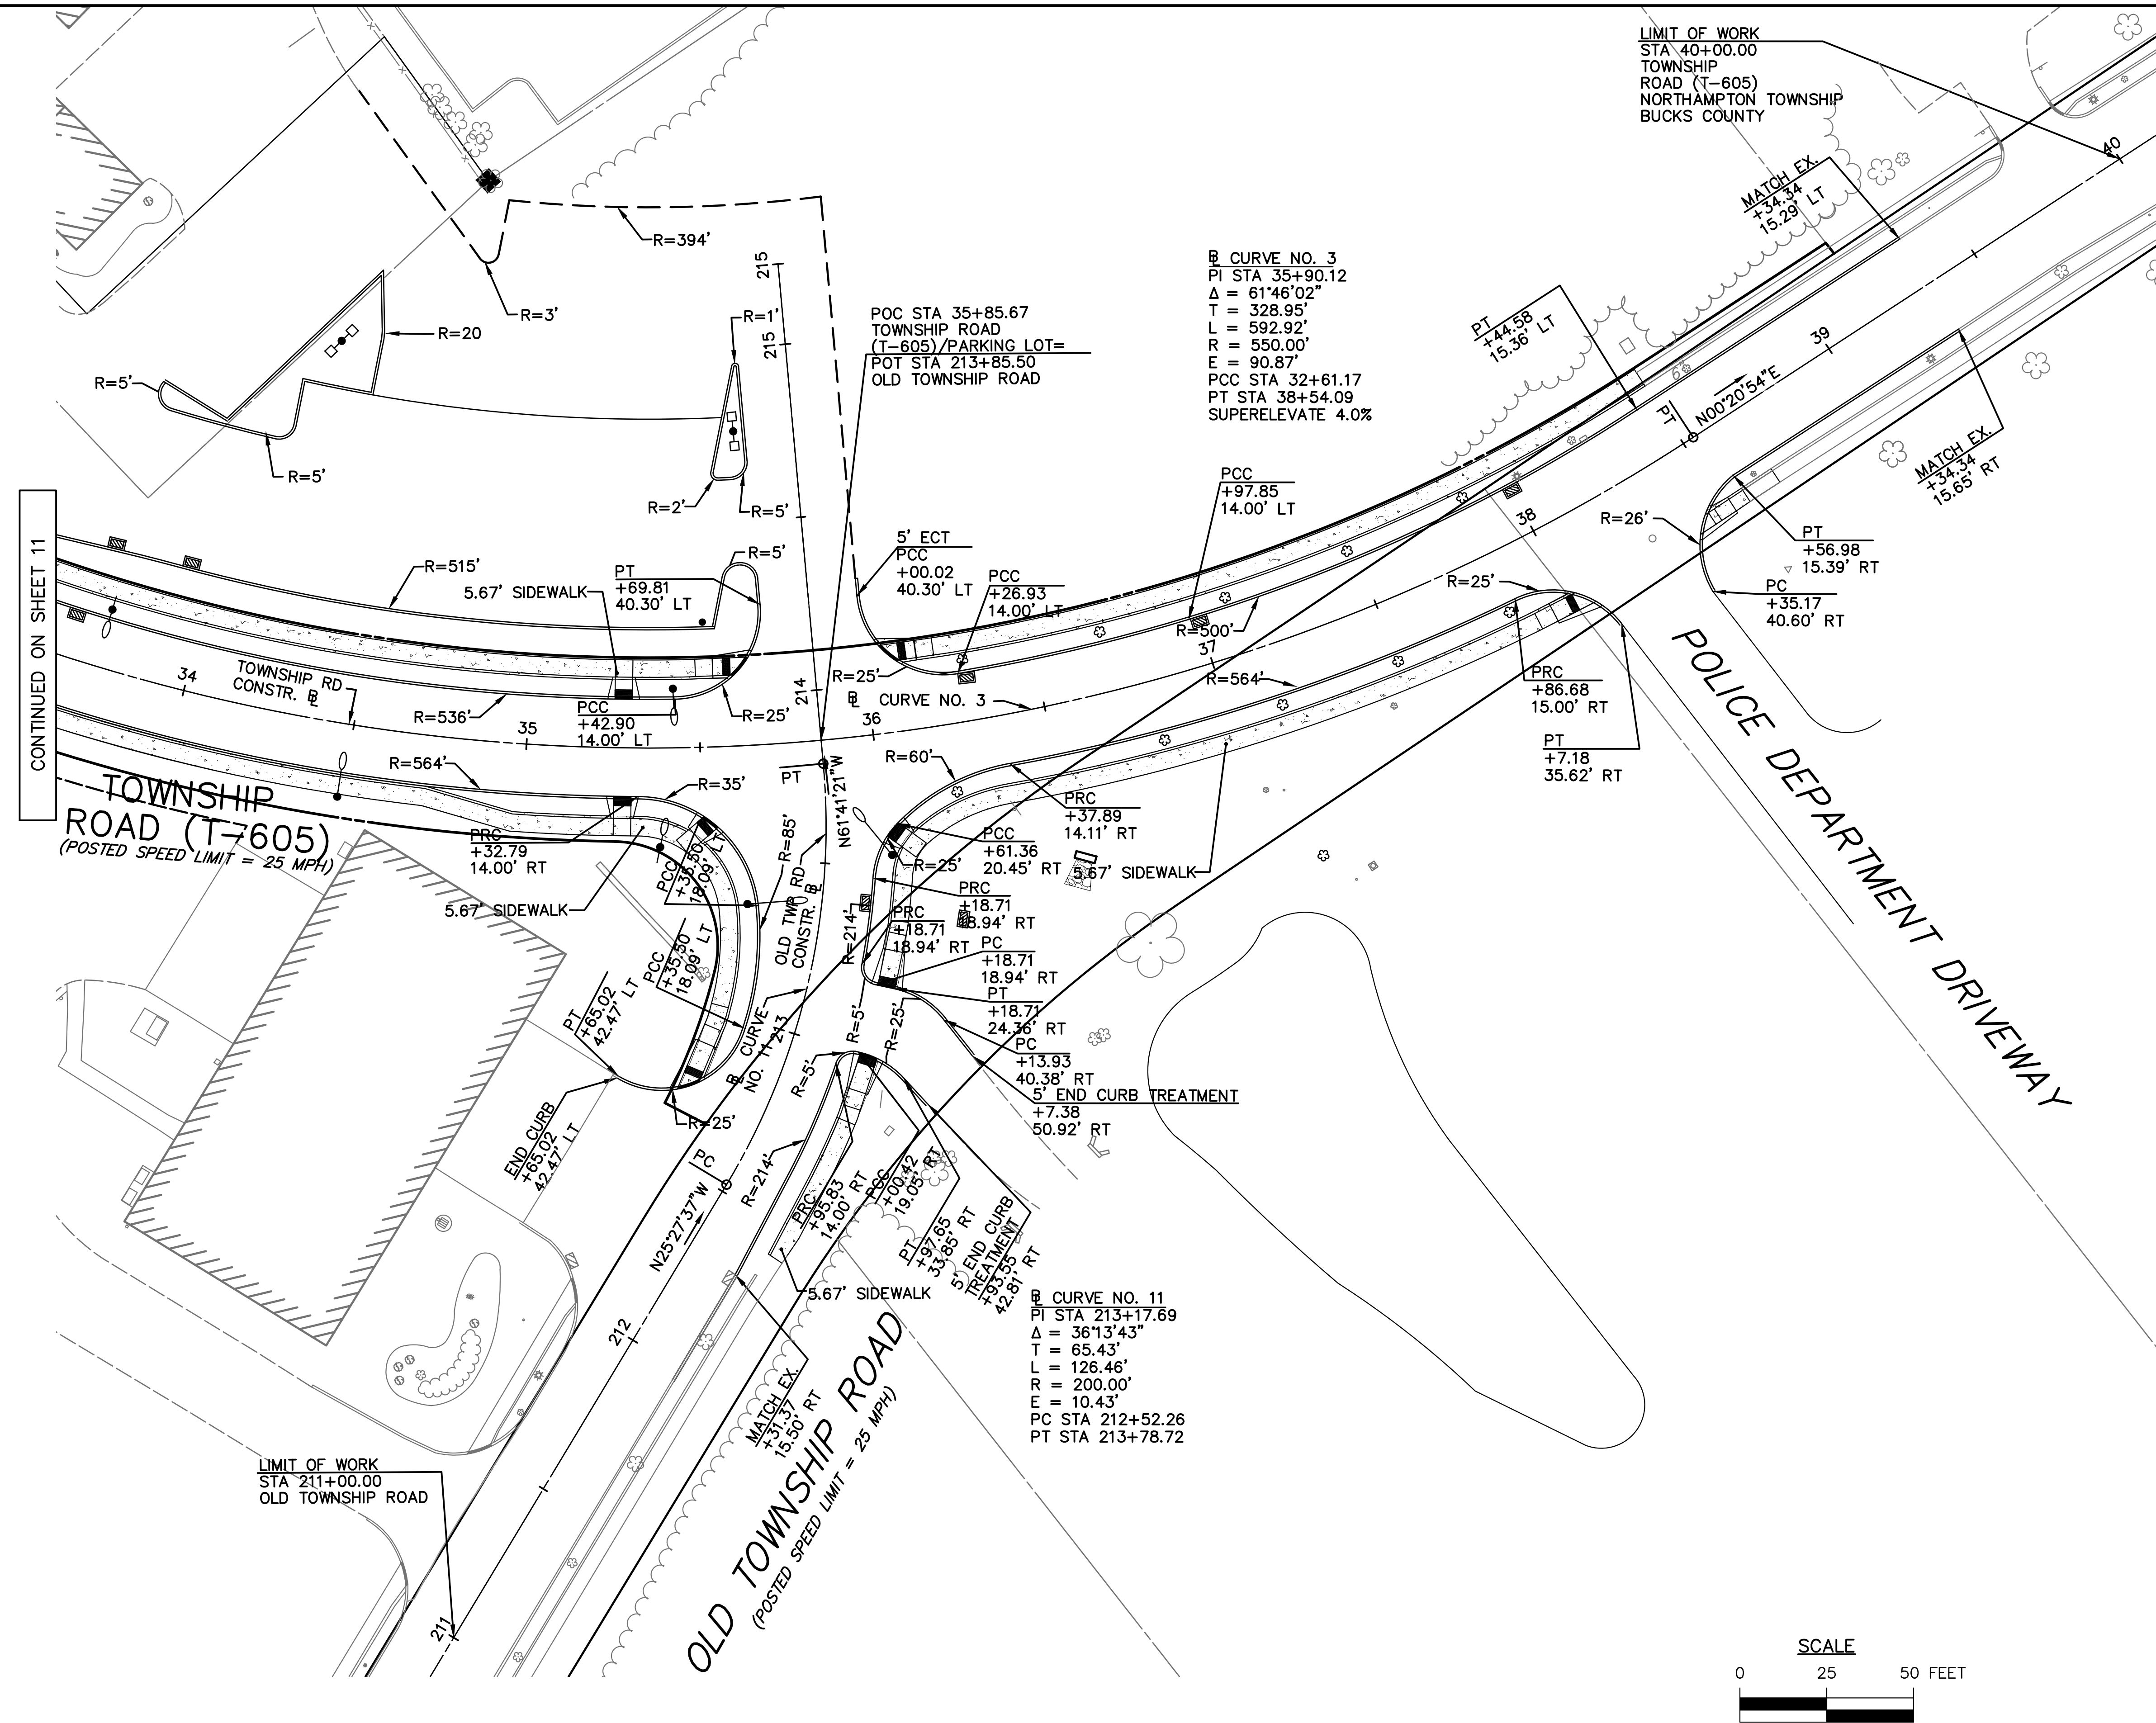 LIMIT OF WORK
STA 40+00.00
TOWNSHIP
ROAD (T-605)
NORTHAMPTON TOWNSHIP
BUCKS COUNTY
40
MATCH EX.
+34.34
15.29' LT
R=394'
R=3'
R=20
R=5'
R=5'
215
215
R=1'
R=2'
R=5'
POC STA 35+85.67
TOWNSHIP ROAD
(T-605)/PARKING LOT=
POT STA 213+85.50
OLD TOWNSHIP ROAD
℄ CURVE NO. 3
PI STA 35+90.12
Δ = 61°46'02"
T = 328.95'
L = 592.92'
R = 550.00'
E = 90.87'
PCC STA 32+61.17
PT STA 38+54.09
SUPERELEVATE 4.0%
PT
+44.58
15.36' LT
39
N00°20'54"E
PT
MATCH EX.
+34.34
15.65' RT
CONTINUED ON SHEET 11
R=515'
5.67' SIDEWALK
PT
+69.81
40.30' LT
R=5'
5' ECT
PCC
+00.02
40.30' LT
PCC
+26.93
14.00' LT
PCC
+97.85
14.00' LT
R=500'
38
R=26'
PT
+56.98
15.39' RT
PC
+35.17
40.60' RT
R=25'
34
TOWNSHIP RD
CONSTR. ℄
R=536'
35
PCC
+42.90
14.00' LT
R=25'
214
R=25'
36
℄ CURVE NO. 3
37
R=564'
PRC
+86.68
15.00' RT
PT
+7.18
35.62' RT
POLICE DEPARTMENT DRIVEWAY
TOWNSHIP
ROAD (T-605)
(POSTED SPEED LIMIT = 25 MPH)
R=564'
R=35'
PT
N61°41'21"W
R=60'
PRC
+37.89
14.11' RT
PRC
+32.79
14.00' RT
5.67' SIDEWALK
PCC
+35.50
18.09' LT
R=85'
OLD TWP RD
CONSTR. ℄
R=25'
PCC
+61.36
20.45' RT
5.67' SIDEWALK
PRC
+18.71
18.94' RT
PRC
+18.71
18.94' RT
R=214'
PC
+18.71
18.94' RT
PT
+18.71
24.36' RT
PC
+13.93
40.38' RT
5' END CURB TREATMENT
+7.38
50.92' RT
PCC
+35.50
18.09' LT
PT
+65.02
42.47' LT
END CURB
+65.02
42.47' LT
R=25'
℄ CURVE
NO. 11
213
R=5'
R=25'
R=5'
PC
N25°27'37"W
R=214'
PRC
+95.83
14.00' RT
PCC
+00.42
19.05' RT
PT
+97.65
33.85' RT
5' END CURB
TREATMENT
+93.55
42.81' RT
5.67' SIDEWALK
212
MATCH EX.
+31.37
15.50' RT
℄ CURVE NO. 11
PI STA 213+17.69
Δ = 36°13'43"
T = 65.43'
L = 126.46'
R = 200.00'
E = 10.43'
PC STA 212+52.26
PT STA 213+78.72
OLD TOWNSHIP ROAD
(POSTED SPEED LIMIT = 25 MPH)
LIMIT OF WORK
STA 211+00.00
OLD TOWNSHIP ROAD
211
SCALE
0 25 50 FEET